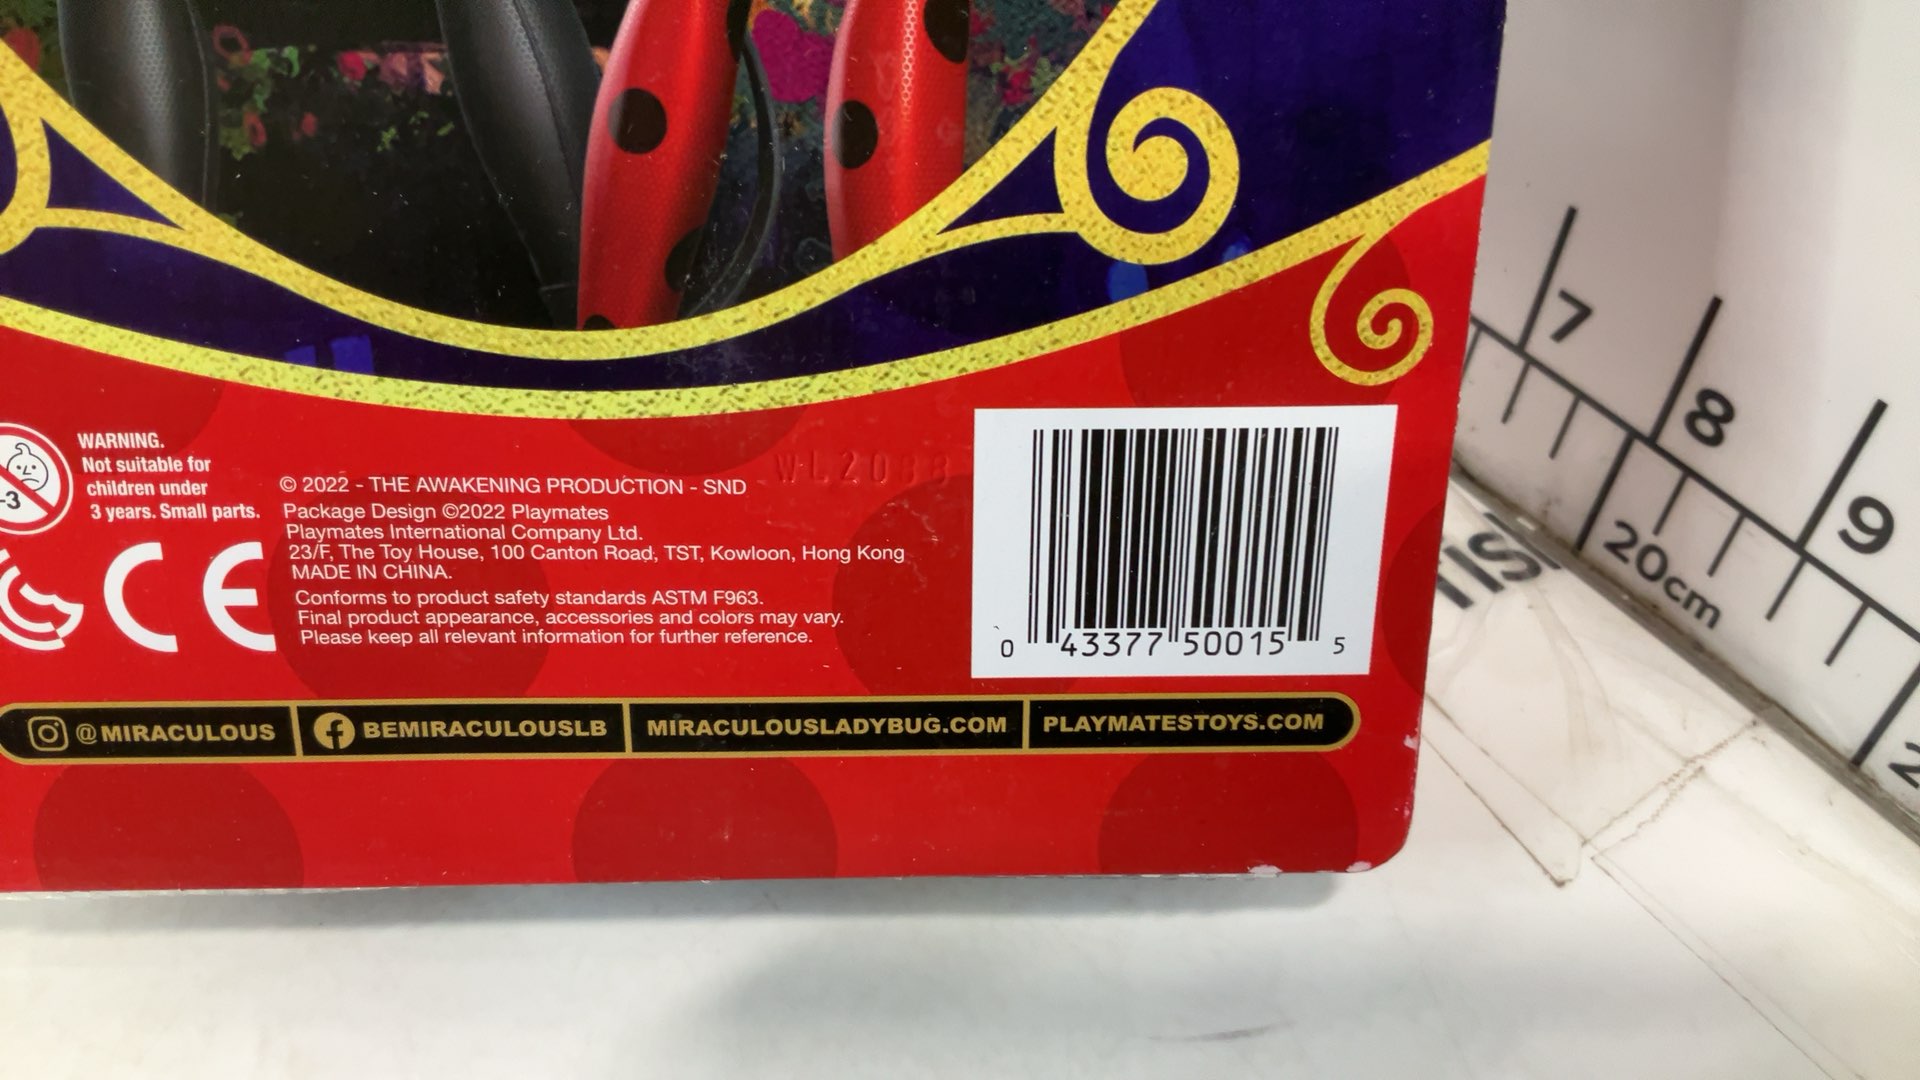 WARNING.
Not suitable for
children under
3 years. Small parts.
-3
CE
© 2022 - THE AWAKENING PRODUCTION - SND
Package Design ©2022 Playmates
Playmates International Company Ltd.
23/F, The Toy House, 100 Canton Road, TST, Kowloon, Hong Kong
MADE IN CHINA.
Conforms to product safety standards ASTM F963.
Final product appearance, accessories and colors may vary.
Please keep all relevant information for further reference.
0 43377 50015 5
@MIRACULOUS
BEMIRACULOUSLB
MIRACULOUSLADYBUG.COM
PLAYMATESTOYS.COM
7
8
9
20cm